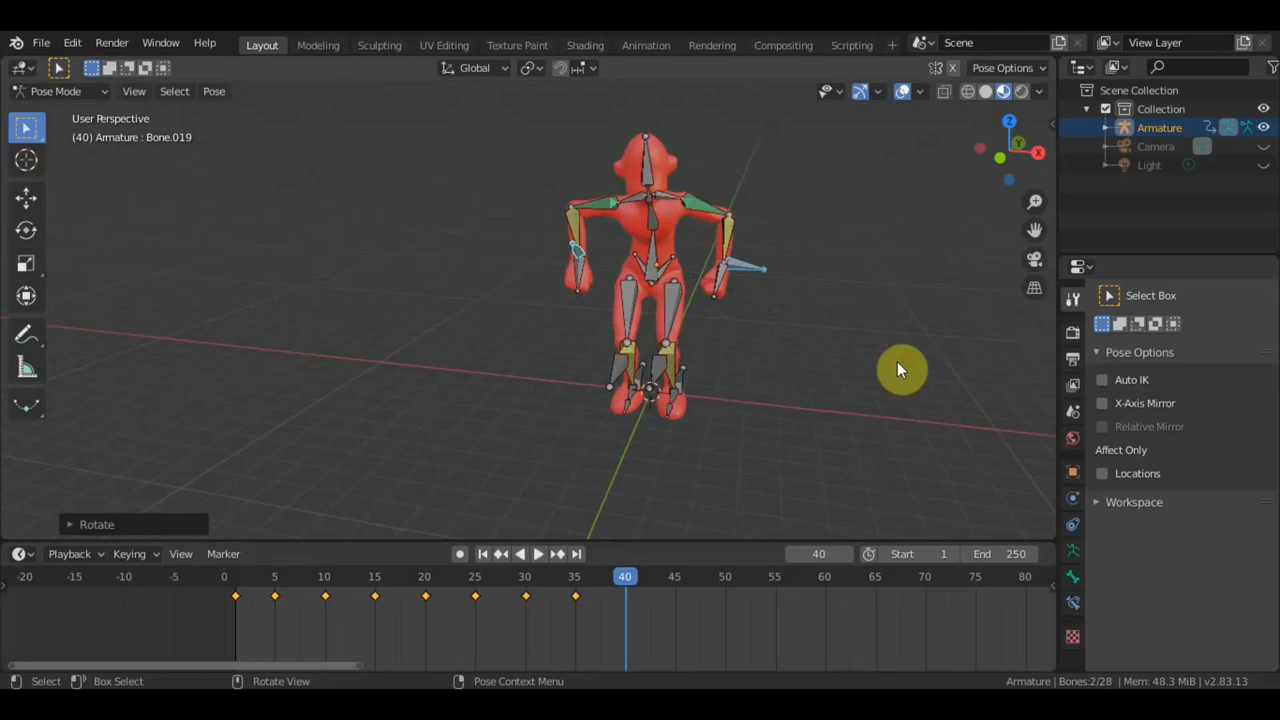 File Edit Render Window Help Layout Modeling Sculpting UV Editing Texture Paint Shading Animation Rendering Compositing Scripting + Scene View Layer
Global Pose Options
Pose Mode View Select Pose
Scene Collection
Collection
Armature
Camera
Light
User Perspective
(40) Armature : Bone.019
Z
Y
X
Select Box
Pose Options
Auto IK
X-Axis Mirror
Relative Mirror
Affect Only
Locations
Workspace
Rotate
Playback Keying View Marker 40 Start 1 End 250
-20 -15 -10 -5 0 5 10 15 20 25 30 35 40 45 50 55 60 65 70 75 80
Select Box Select Rotate View Pose Context Menu Armature | Bones:2/28 | Mem: 48.3 MiB | v2.83.13